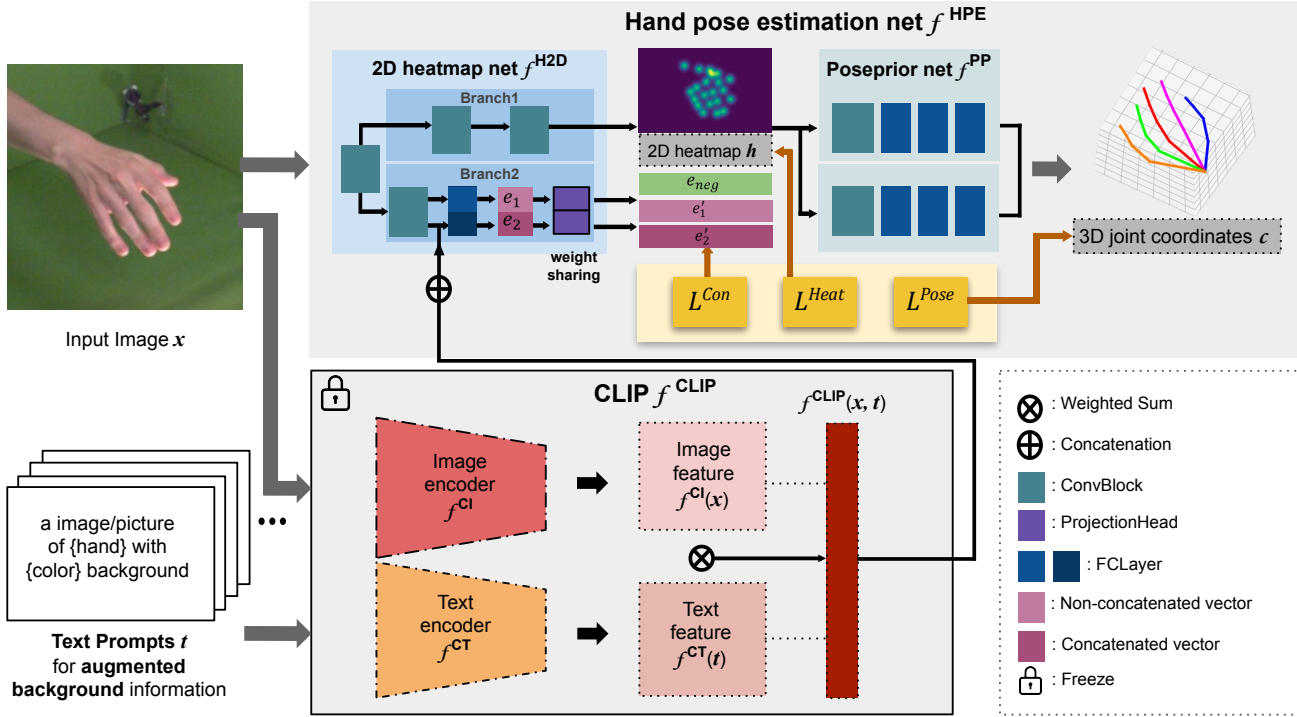 Hand pose estimation net f^HPE
2D heatmap net f^H2D
Branch1
Branch2
e₁
e₂
weight
sharing
2D heatmap h
e_neg
e′₁
e′₂
Poseprior net f^PP
3D joint coordinates c
L^Con
L^Heat
L^Pose
Input Image x
a image/picture
of {hand} with
{color} background
...
Text Prompts t
for augmented
background information
CLIP f^CLIP
Image
encoder
f^CI
Text
encoder
f^CT
Image
feature
f^CI(x)
Text
feature
f^CT(t)
f^CLIP(x, t)
: Weighted Sum
: Concatenation
: ConvBlock
: ProjectionHead
: FCLayer
: Non-concatenated vector
: Concatenated vector
: Freeze